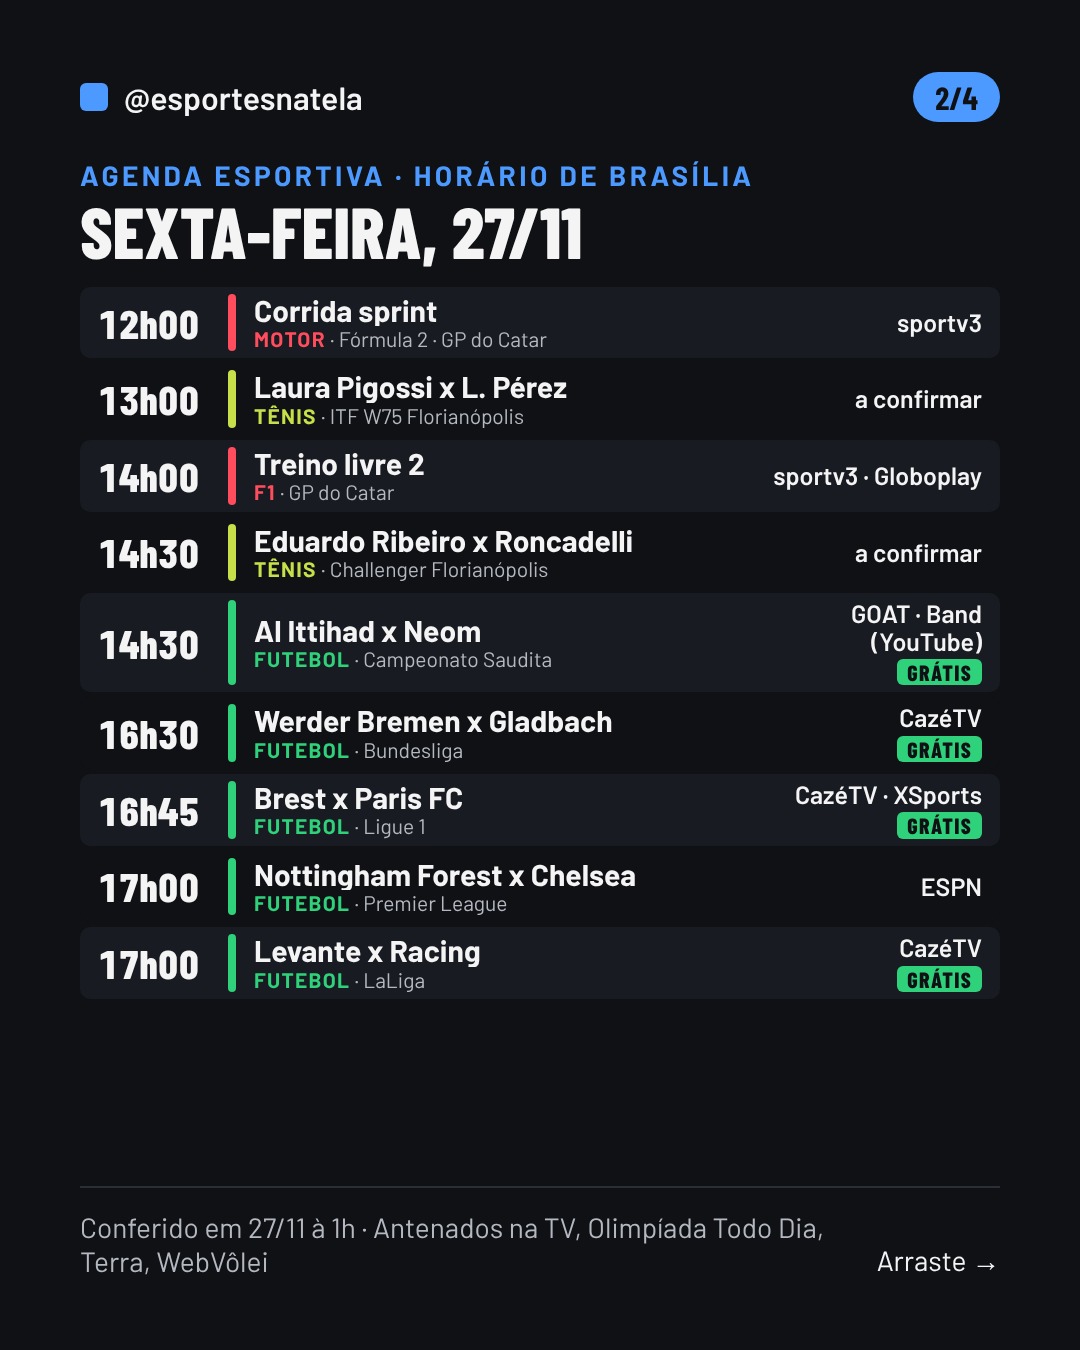 @esportesnatela
2/4
AGENDA ESPORTIVA · HORÁRIO DE BRASÍLIA
SEXTA-FEIRA, 27/11
12h00
Corrida sprint
MOTOR · Fórmula 2 · GP do Catar
sportv3
13h00
Laura Pigossi x L. Pérez
TÊNIS · ITF W75 Florianópolis
a confirmar
14h00
Treino livre 2
F1 · GP do Catar
sportv3 · Globoplay
14h30
Eduardo Ribeiro x Roncadelli
TÊNIS · Challenger Florianópolis
a confirmar
14h30
Al Ittihad x Neom
FUTEBOL · Campeonato Saudita
GOAT · Band
(YouTube)
GRÁTIS
16h30
Werder Bremen x Gladbach
FUTEBOL · Bundesliga
CazéTV
GRÁTIS
16h45
Brest x Paris FC
FUTEBOL · Ligue 1
CazéTV · XSports
GRÁTIS
17h00
Nottingham Forest x Chelsea
FUTEBOL · Premier League
ESPN
17h00
Levante x Racing
FUTEBOL · LaLiga
CazéTV
GRÁTIS
Conferido em 27/11 à 1h · Antenados na TV, Olimpíada Todo Dia,
Terra, WebVôlei
Arraste →